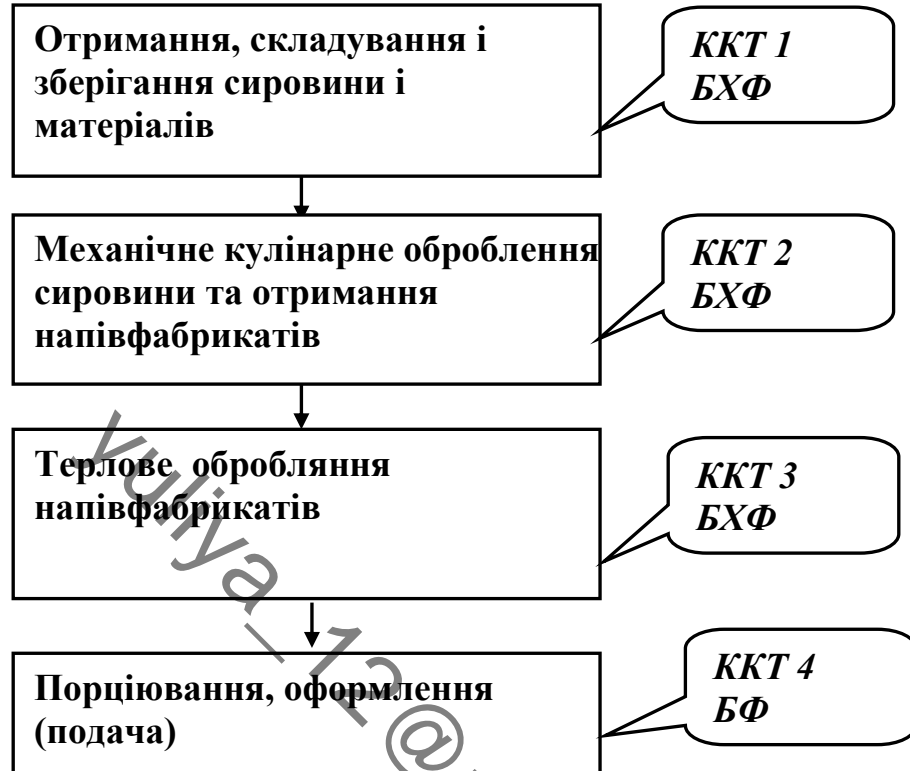 Отримання, складування і
зберігання сировини і
матеріалів
ККТ 1
БХФ
Механічне кулінарне оброблення
сировини та отримання
напівфабрикатів
ККТ 2
БХФ
Терлове обробляння
напівфабрикатів
ККТ 3
БХФ
Порціювання, оформлення
(подача)
ККТ 4
БФ
yuliya_12@